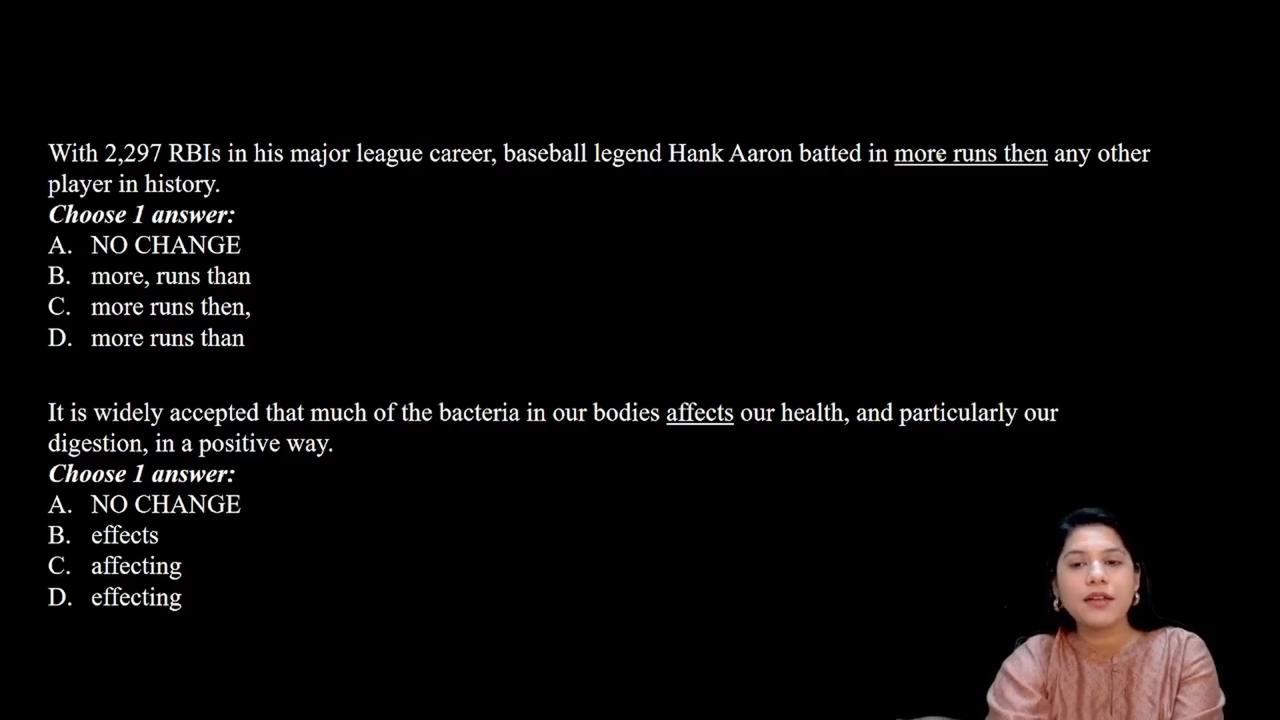 With 2,297 RBIs in his major league career, baseball legend Hank Aaron batted in more runs then any other
player in history.
Choose 1 answer:
A. NO CHANGE
B. more, runs than
C. more runs then,
D. more runs than
It is widely accepted that much of the bacteria in our bodies affects our health, and particularly our
digestion, in a positive way.
Choose 1 answer:
A. NO CHANGE
B. effects
C. affecting
D. effecting